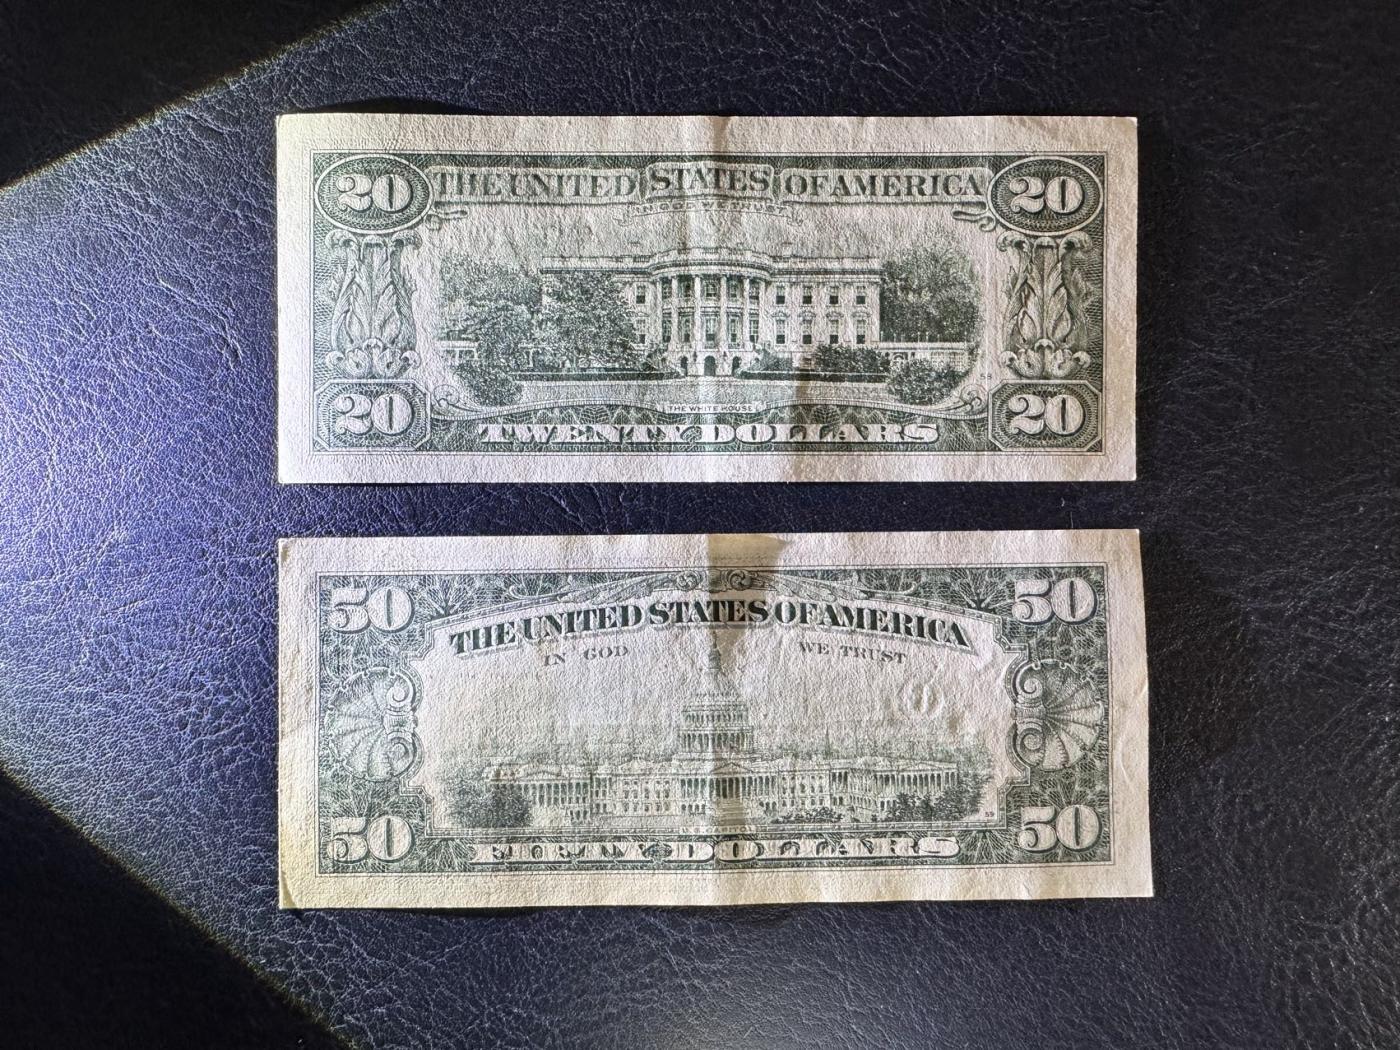 20 THE UNITED STATES OF AMERICA 20
IN GOD WE TRUST
THE WHITE HOUSE
20 TWENTY DOLLARS 20
50 THE UNITED STATES OF AMERICA 50
IN GOD WE TRUST
59
50 FIFTY DOLLARS 50